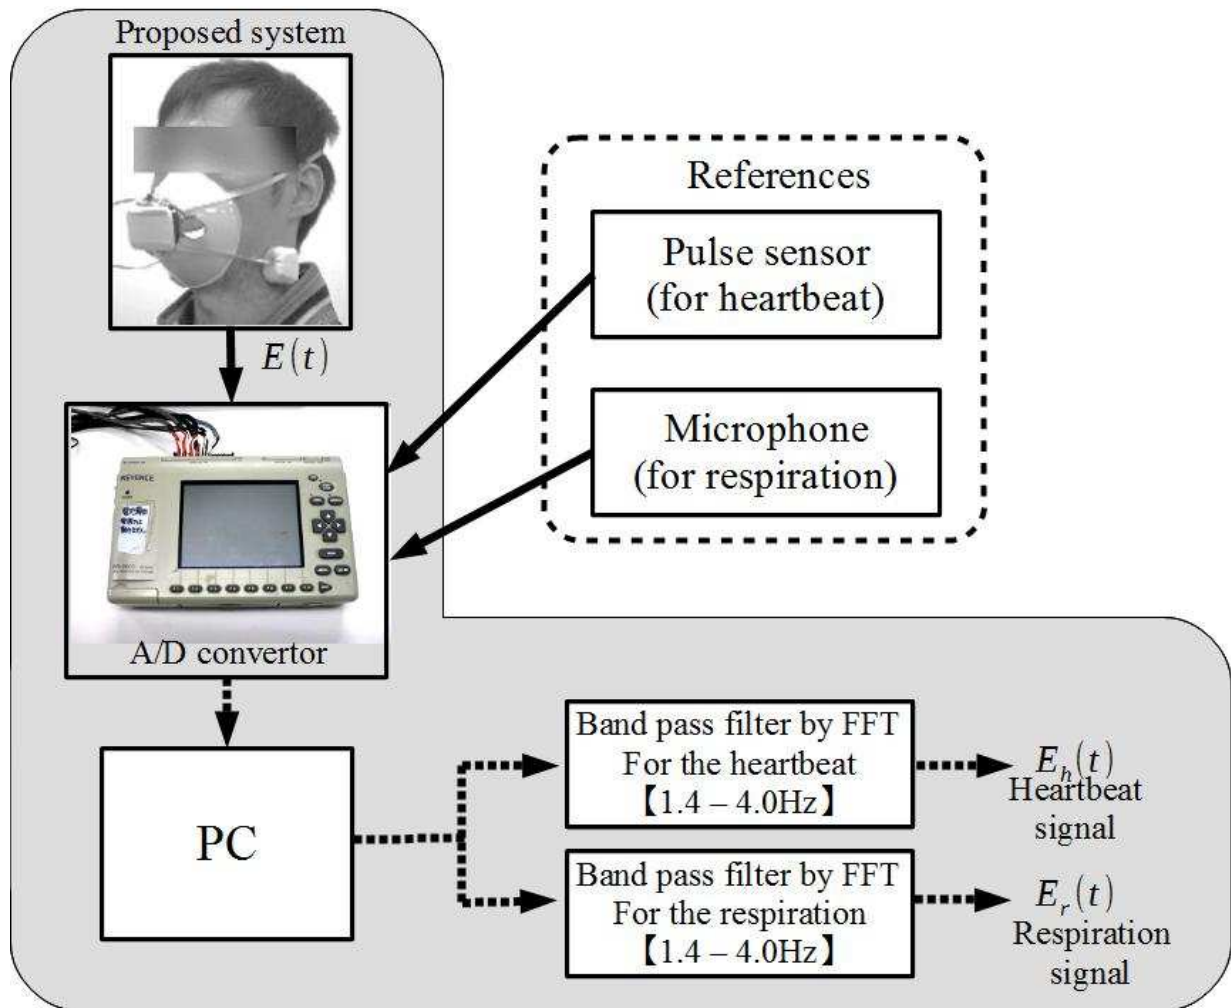 Proposed system
E(t)
KEYENCE
A/D convertor
References
Pulse sensor
(for heartbeat)
Microphone
(for respiration)
PC
Band pass filter by FFT
For the heartbeat
【1.4 – 4.0Hz】
E_h(t)
Heartbeat
signal
Band pass filter by FFT
For the respiration
【1.4 – 4.0Hz】
E_r(t)
Respiration
signal